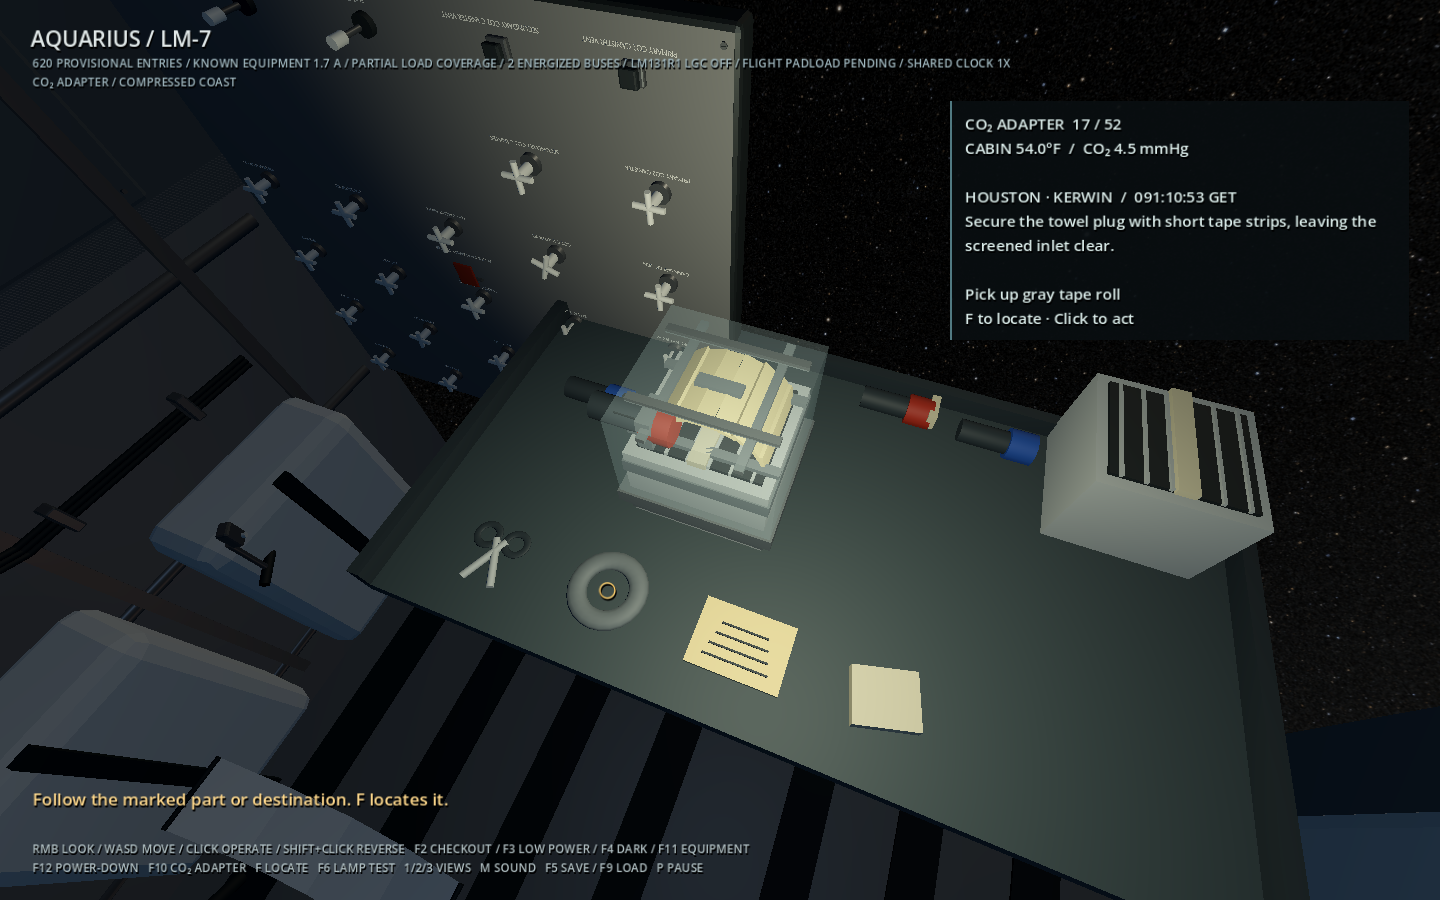 AQUARIUS / LM-7
620 PROVISIONAL ENTRIES / KNOWN EQUIPMENT 1.7 A / PARTIAL LOAD COVERAGE / 2 ENERGIZED BUSES / LM131R1 LGC OFF / FLIGHT PADLOAD PENDING / SHARED CLOCK 1X
CO₂ ADAPTER / COMPRESSED COAST
CO₂ ADAPTER 17 / 52
CABIN 54.0°F / CO₂ 4.5 mmHg
HOUSTON · KERWIN / 091:10:53 GET
Secure the towel plug with short tape strips, leaving the
screened inlet clear.
Pick up gray tape roll
F to locate · Click to act
Follow the marked part or destination. F locates it.
RMB LOOK / WASD MOVE / CLICK OPERATE / SHIFT+CLICK REVERSE F2 CHECKOUT / F3 LOW POWER / F4 DARK / F11 EQUIPMENT
F12 POWER-DOWN F10 CO₂ ADAPTER F LOCATE F6 LAMP TEST 1/2/3 VIEWS M SOUND F5 SAVE / F9 LOAD P PAUSE